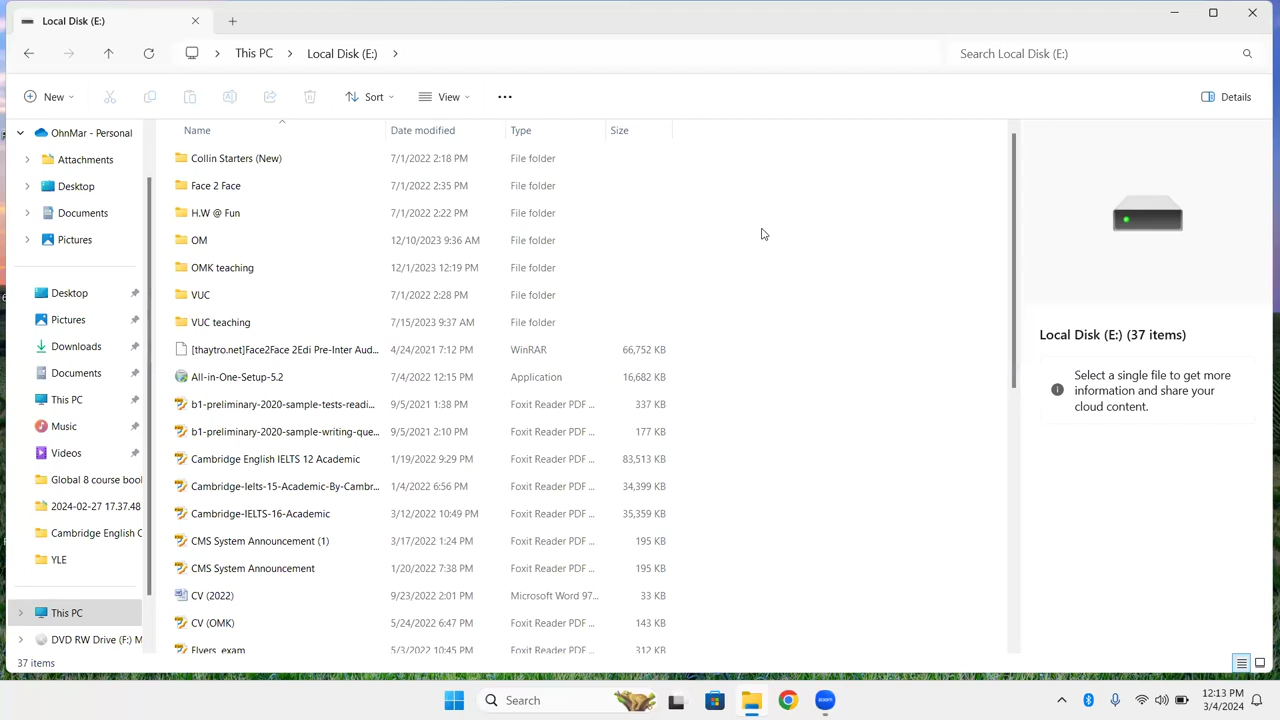 Local Disk (E:)
This PC
Local Disk (E:)
Search Local Disk (E:)
New
Sort
View
Details
OhnMar - Personal
Attachments
Desktop
Documents
Pictures
Desktop
Pictures
Downloads
Documents
This PC
Music
Videos
Global 8 course bool
2024-02-27 17.37.48
Cambridge English C
YLE
This PC
DVD RW Drive (F:) M
Name Date modified Type Size
Collin Starters (New) 7/1/2022 2:18 PM File folder
Face 2 Face 7/1/2022 2:35 PM File folder
H.W @ Fun 7/1/2022 2:22 PM File folder
OM 12/10/2023 9:36 AM File folder
OMK teaching 12/1/2023 12:19 PM File folder
VUC 7/1/2022 2:28 PM File folder
VUC teaching 7/15/2023 9:37 AM File folder
[thaytro.net]Face2Face 2Edi Pre-Inter Aud... 4/24/2021 7:12 PM WinRAR 66,752 KB
All-in-One-Setup-5.2 7/4/2022 12:15 PM Application 16,682 KB
b1-preliminary-2020-sample-tests-readi... 9/5/2021 1:38 PM Foxit Reader PDF ... 337 KB
b1-preliminary-2020-sample-writing-que... 9/5/2021 2:10 PM Foxit Reader PDF ... 177 KB
Cambridge English IELTS 12 Academic 1/19/2022 9:29 PM Foxit Reader PDF ... 83,513 KB
Cambridge-Ielts-15-Academic-By-Cambr... 1/4/2022 6:56 PM Foxit Reader PDF ... 34,399 KB
Cambridge-IELTS-16-Academic 3/12/2022 10:49 PM Foxit Reader PDF ... 35,359 KB
CMS System Announcement (1) 3/17/2022 1:24 PM Foxit Reader PDF ... 195 KB
CMS System Announcement 1/20/2022 7:38 PM Foxit Reader PDF ... 195 KB
CV (2022) 9/23/2022 2:01 PM Microsoft Word 97... 33 KB
CV (OMK) 5/24/2022 6:47 PM Foxit Reader PDF ... 143 KB
Flyers_exam 5/3/2022 10:45 PM Foxit Reader PDF ... 312 KB
Local Disk (E:) (37 items)
Select a single file to get more
information and share your
cloud content.
37 items
Search
zoom
12:13 PM
3/4/2024